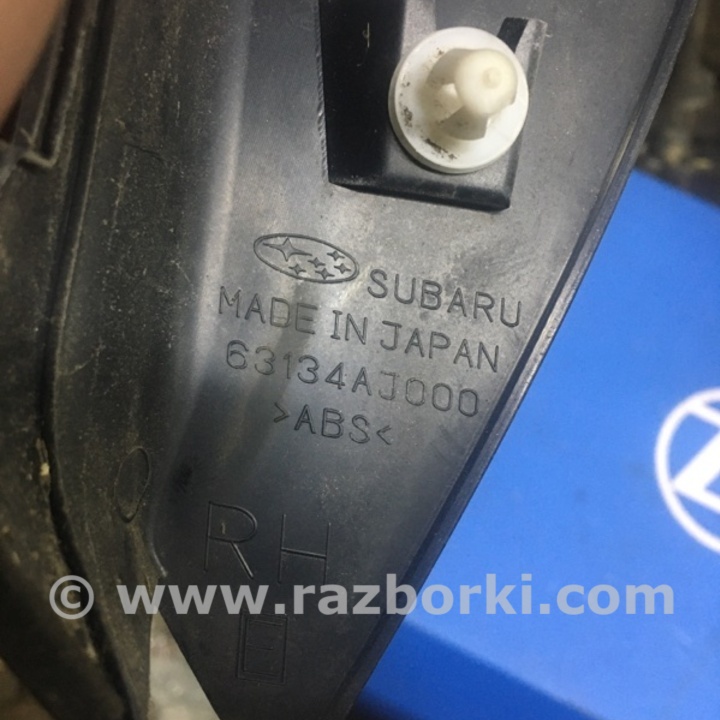 SUBARU
MADE IN JAPAN
63134AJ000
>ABS<
RH
© www.razborki.com